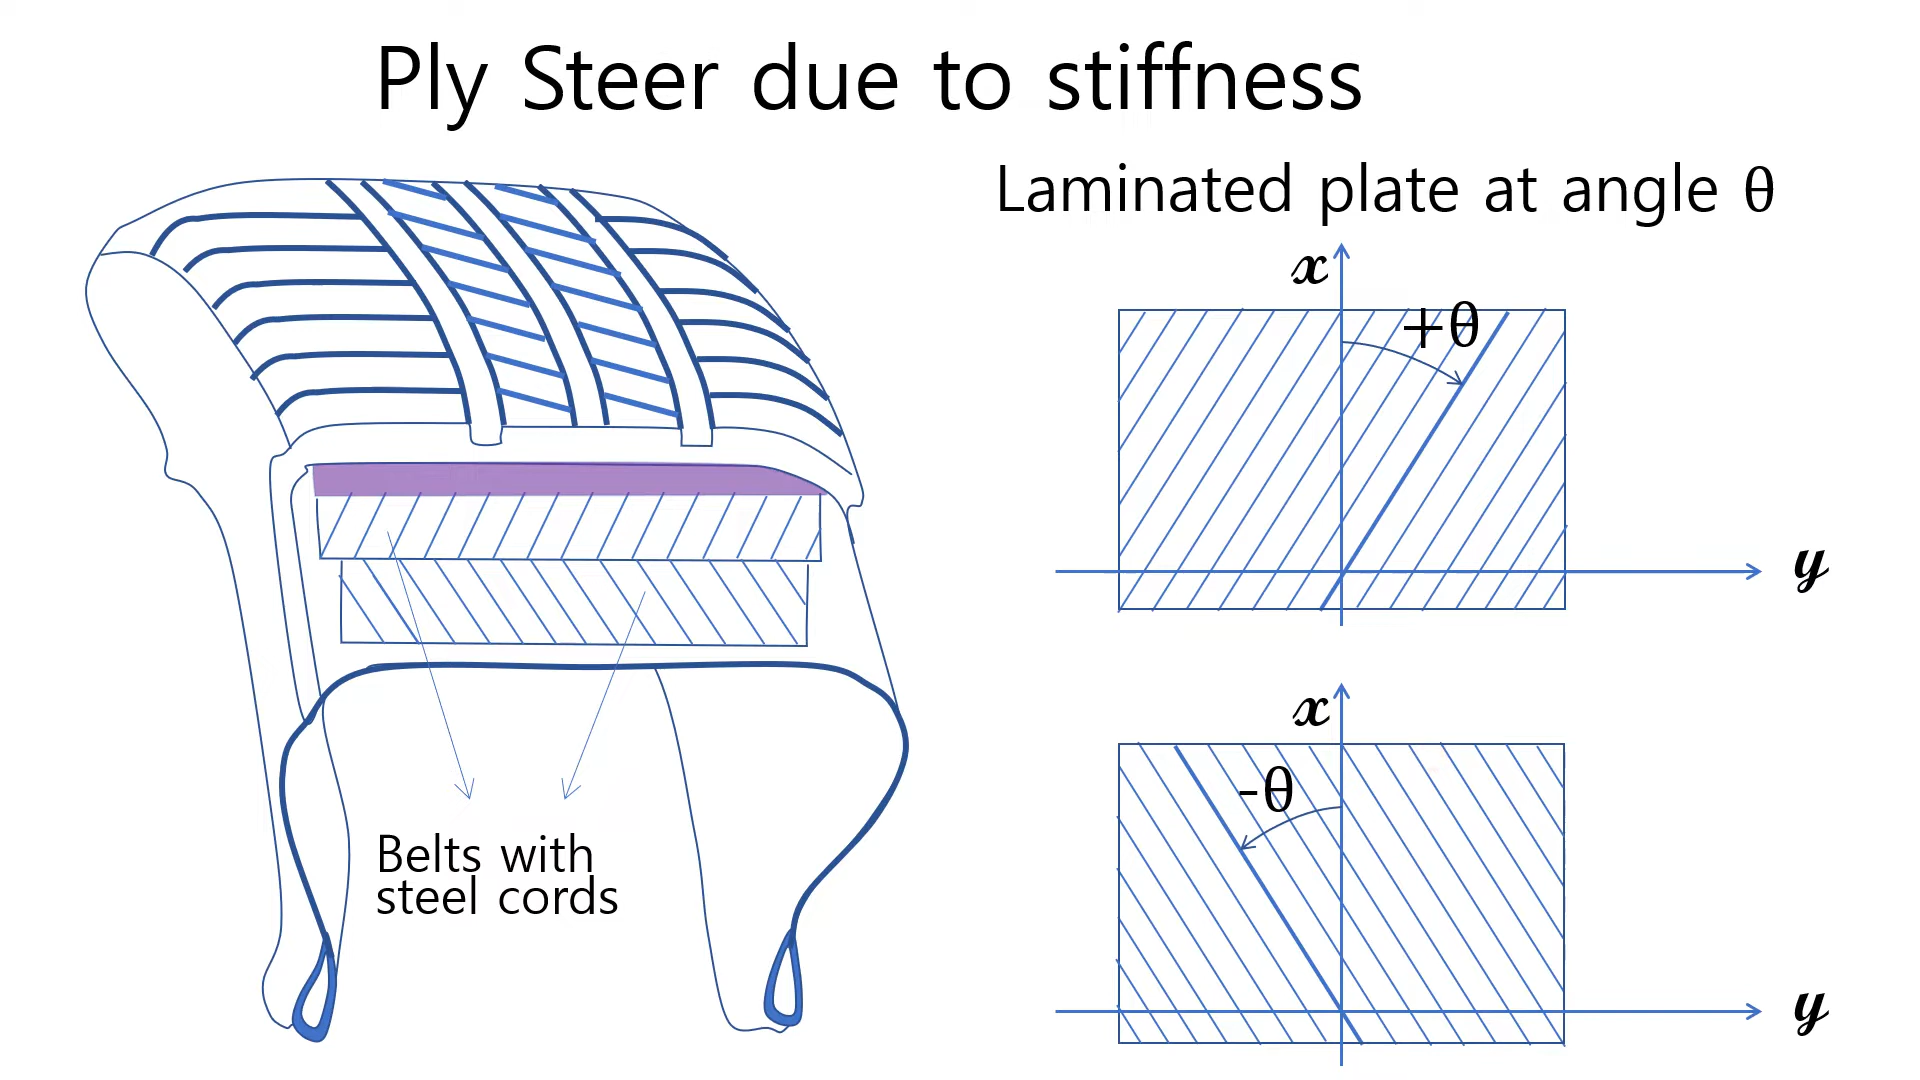 Ply Steer due to stiffness
Laminated plate at angle θ
x
+θ
y
x
-θ
y
Belts with
steel cords